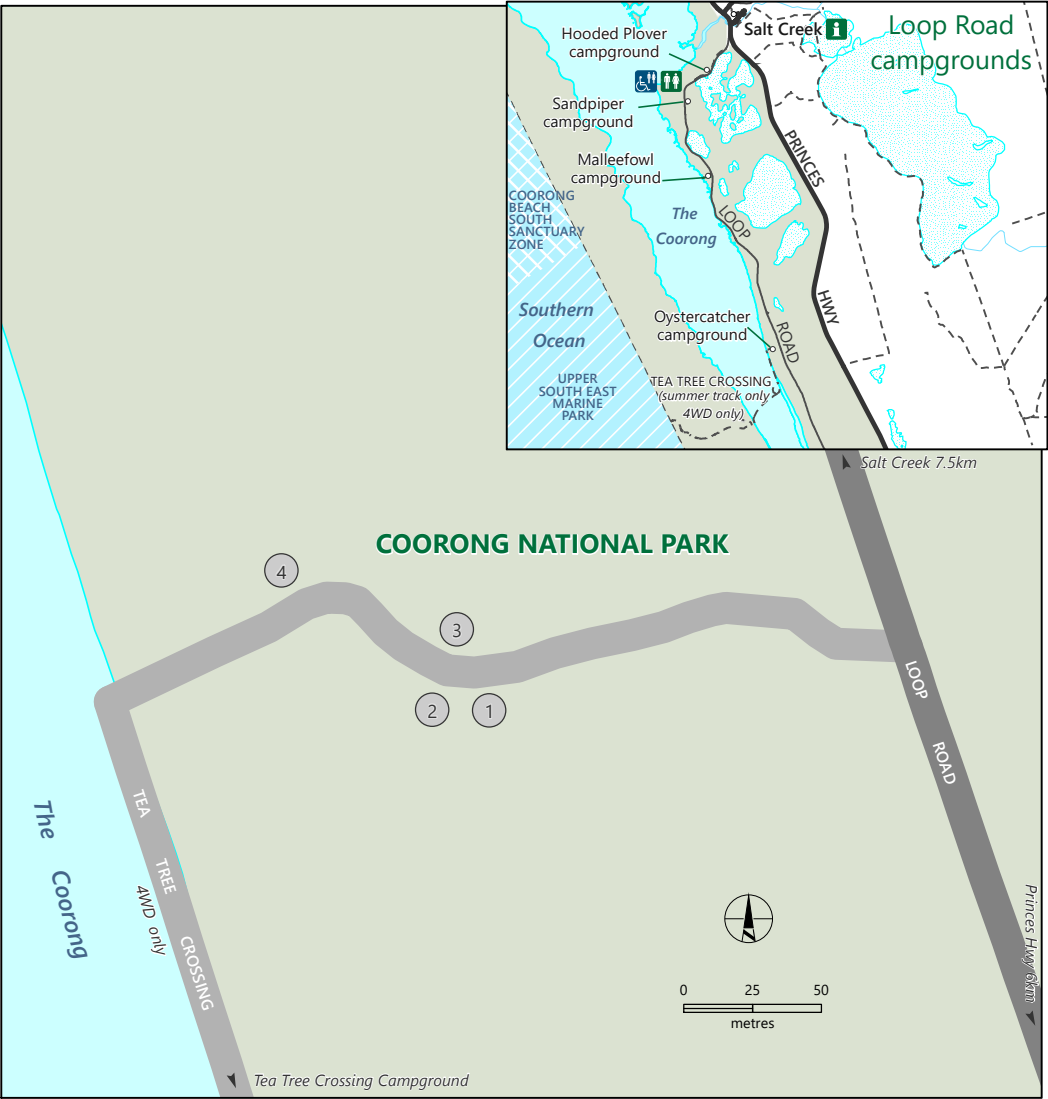 Loop Road
campgrounds
Salt Creek
i
Hooded Plover
campground
Sandpiper
campground
Malleefowl
campground
PRINCES
HWY
COORONG
BEACH
SOUTH
SANCTUARY
ZONE
The
Coorong
LOOP
ROAD
Southern
Ocean
Oystercatcher
campground
UPPER
SOUTH EAST
MARINE
PARK
TEA TREE CROSSING
(summer track only
4WD only)
Salt Creek 7.5km
COORONG NATIONAL PARK
4
3
2
1
LOOP
ROAD
The
Coorong
TEA
TREE
CROSSING
4WD only
Princes Hwy 6km
N
0 25 50
metres
Tea Tree Crossing Campground